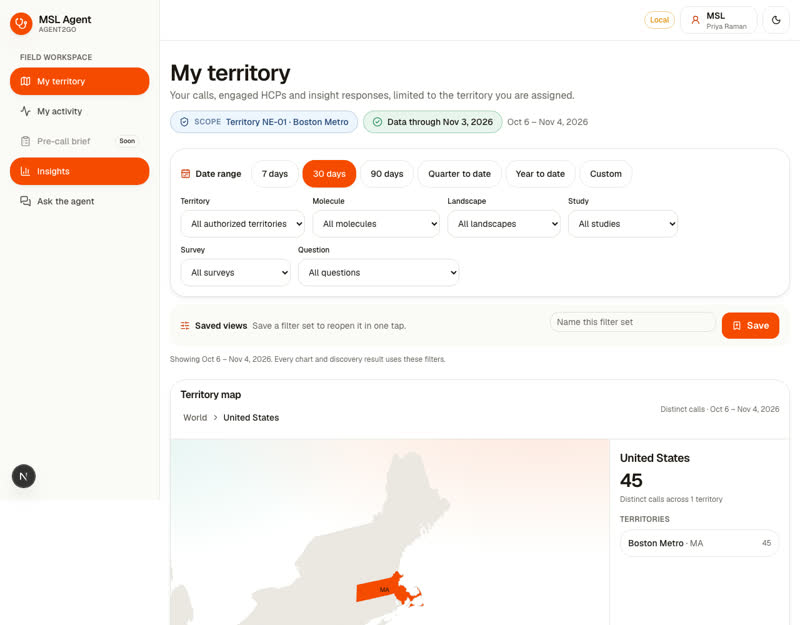 MSL Agent
AGENT2GO
FIELD WORKSPACE
My territory
My activity
Pre-call brief Soon
Insights
Ask the agent
N
Local
MSL
Priya Raman
My territory
Your calls, engaged HCPs and insight responses, limited to the territory you are assigned.
SCOPE Territory NE-01 · Boston Metro
Data through Nov 3, 2026
Oct 6 – Nov 4, 2026
Date range 7 days 30 days 90 days Quarter to date Year to date Custom
Territory Molecule Landscape Study
All authorized territories All molecules All landscapes All studies
Survey Question
All surveys All questions
Saved views Save a filter set to reopen it in one tap. Name this filter set Save
Showing Oct 6 – Nov 4, 2026. Every chart and discovery result uses these filters.
Territory map
World > United States
Distinct calls · Oct 6 – Nov 4, 2026
MA
United States
45
Distinct calls across 1 territory
TERRITORIES
Boston Metro · MA 45